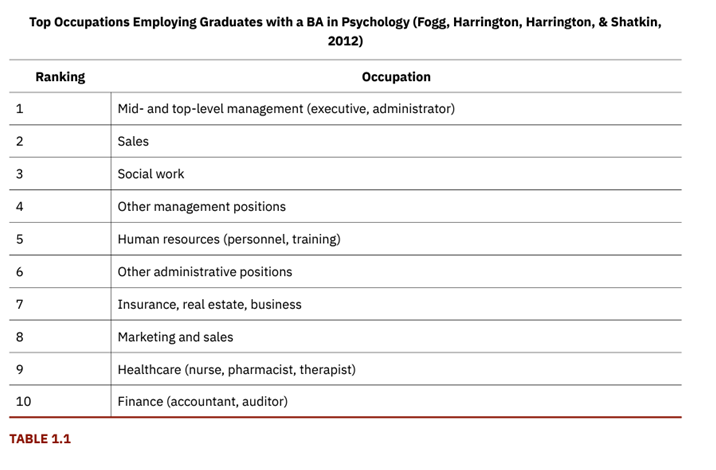 Top Occupations Employing Graduates with a BA in Psychology (Fogg, Harrington, Harrington, & Shatkin,
2012)
Ranking Occupation
1 Mid- and top-level management (executive, administrator)
2 Sales
3 Social work
4 Other management positions
5 Human resources (personnel, training)
6 Other administrative positions
7 Insurance, real estate, business
8 Marketing and sales
9 Healthcare (nurse, pharmacist, therapist)
10 Finance (accountant, auditor)
TABLE 1.1